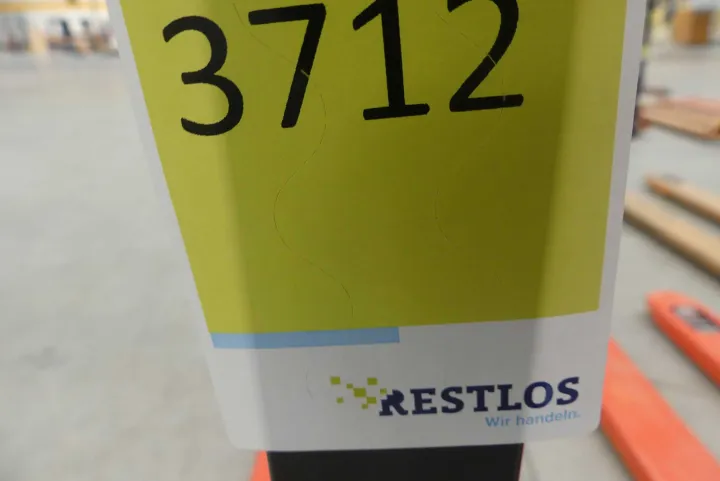 3712
RESTLOS
Wir handeln.